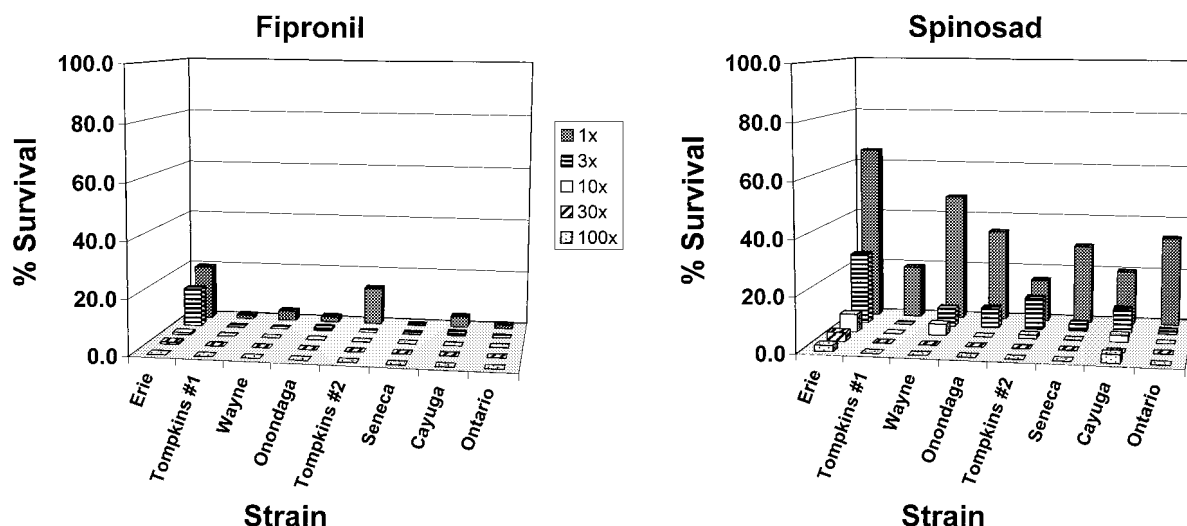 Fipronil
100.0
80.0
60.0
40.0
20.0
0.0
% Survival
Erie
Tompkins #1
Wayne
Onondaga
Tompkins #2
Seneca
Cayuga
Ontario
Strain
1x
3x
10x
30x
100x
Spinosad
100.0
80.0
60.0
40.0
20.0
0.0
% Survival
Erie
Tompkins #1
Wayne
Onondaga
Tompkins #2
Seneca
Cayuga
Ontario
Strain